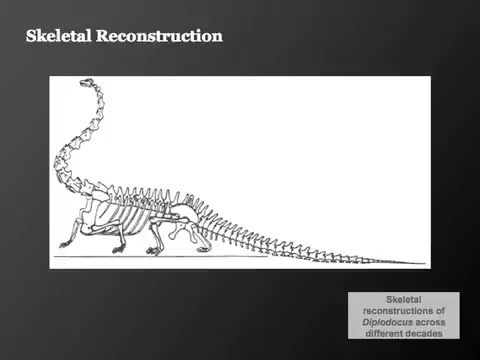 Skeletal Reconstruction
Skeletal
reconstructions of
Diplodocus across
different decades